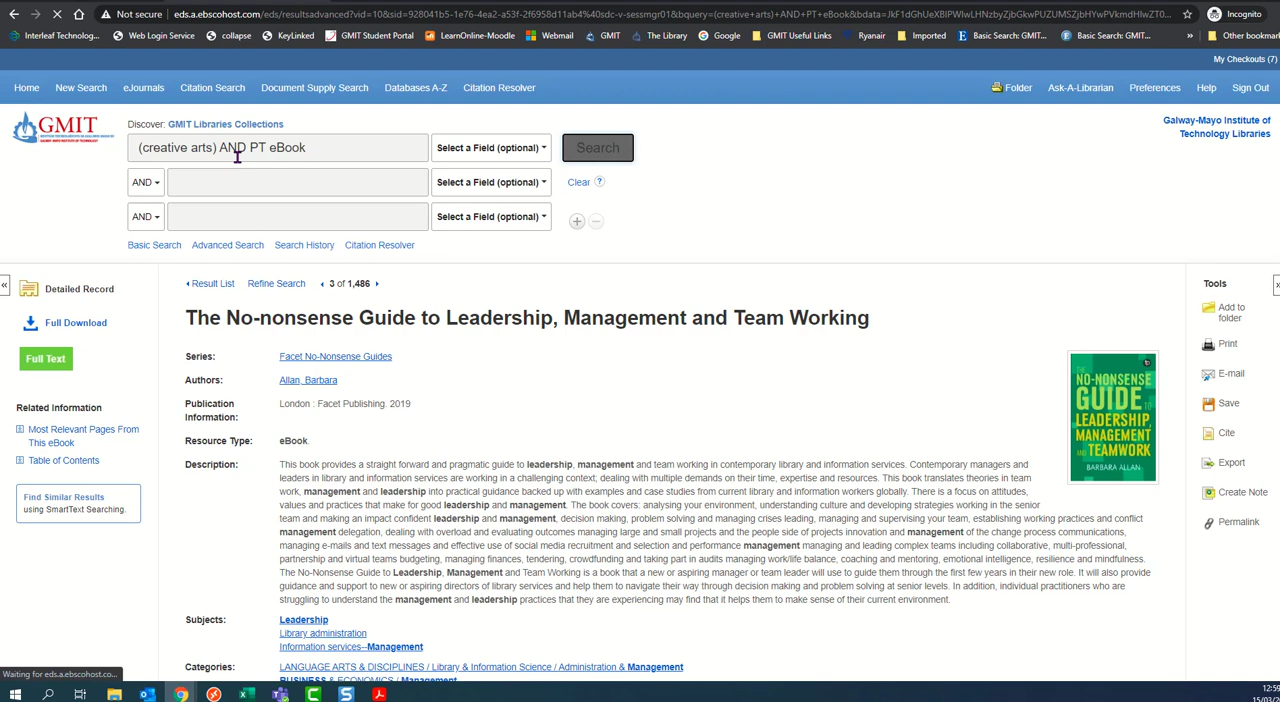 Not secure
eds.a.ebscohost.com/eds/resultsadvanced?vid=10&sid=928041b5-1e76-4a2a-a53f-2f6958d11ab4%40sdc-v-sessmgr01&bquery=(creative+arts)+AND+PT+eBook&bdata=
Incognito
Interleaf Technolog...
Web Login Service
collapse
KeyLinked
GMIT Student Portal
LearnOnline-Moodle
Webmail
GMIT
The Library
Google
GMIT Useful Links
Ryanair
Imported
Basic Search: GMIT...
Basic Search: GMIT...
Other bookmar
My Checkouts (7)
Home New Search eJournals Citation Search Document Supply Search Databases A-Z Citation Resolver
Folder Ask-A-Librarian Preferences Help Sign Out
GMIT
Discover: GMIT Libraries Collections
Galway-Mayo Institute of
Technology Libraries
(creative arts) AND PT eBook Select a Field (optional) Search
AND Select a Field (optional) Clear ?
AND Select a Field (optional)
Basic Search Advanced Search Search History Citation Resolver
Detailed Record
Full Download
Full Text
Related Information
Most Relevant Pages From
This eBook
Table of Contents
Find Similar Results
using SmartText Searching.
Result List Refine Search 3 of 1,486
The No-nonsense Guide to Leadership, Management and Team Working
Series: Facet No-Nonsense Guides
Authors: Allan, Barbara
Publication London : Facet Publishing. 2019
Information:
Resource Type: eBook.
Description: This book provides a straight forward and pragmatic guide to leadership, management and team working in contemporary library and information services. Contemporary managers and
leaders in library and information services are working in a challenging context; dealing with multiple demands on their time, expertise and resources. This book translates theories in team
work, management and leadership into practical guidance backed up with examples and case studies from current library and information workers globally. There is a focus on attitudes,
values and practices that make for good leadership and management. The book covers: analysing your environment, understanding culture and developing strategies working in the senior
team and making an impact confident leadership and management, decision making, problem solving and managing crises leading, managing and supervising your team, establishing working practices and conflict
management delegation, dealing with overload and evaluating outcomes managing large and small projects and the people side of projects innovation and management of the change process communications,
managing e-mails and text messages and effective use of social media recruitment and selection and performance management managing and leading complex teams including collaborative, multi-professional,
partnership and virtual teams budgeting, managing finances, tendering, crowdfunding and taking part in audits managing work/life balance, coaching and mentoring, emotional intelligence, resilience and mindfulness.
The No-Nonsense Guide to Leadership, Management and Team Working is a book that a new or aspiring manager or team leader will use to guide them through the first few years in their new role. It will also provide
guidance and support to new or aspiring directors of library services and help them to navigate their way through decision making and problem solving at senior levels. In addition, individual practitioners who are
struggling to understand the management and leadership practices that they are experiencing may find that it helps them to make sense of their current environment.
Subjects: Leadership
Library administration
Information services--Management
Categories: LANGUAGE ARTS & DISCIPLINES / Library & Information Science / Administration & Management
BUSINESS & ECONOMICS / Management
THE
NO-NONSENSE
GUIDE TO
LEADERSHIP,
MANAGEMENT
AND TEAMWORK
BARBARA ALLAN
Tools
Add to
folder
Print
E-mail
Save
Cite
Export
Create Note
Permalink
Waiting for eds.a.ebscohost.co...
12:59
15/03/2